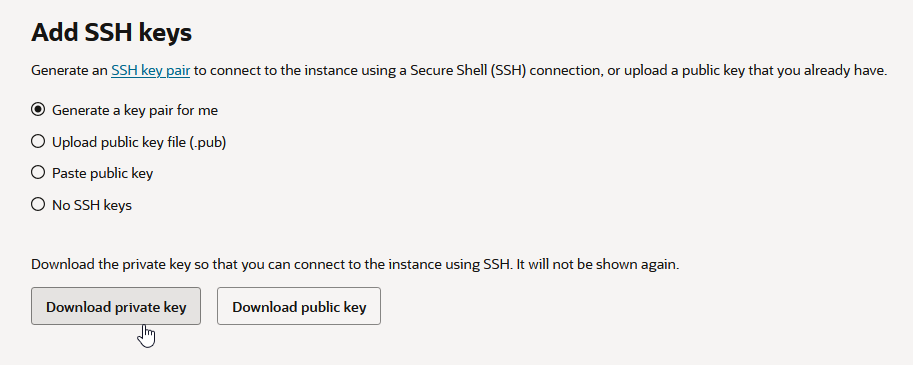 Add SSH keys
Generate an SSH key pair to connect to the instance using a Secure Shell (SSH) connection, or upload a public key that you already have.
Generate a key pair for me
Upload public key file (.pub)
Paste public key
No SSH keys
Download the private key so that you can connect to the instance using SSH. It will not be shown again.
Download private key
Download public key